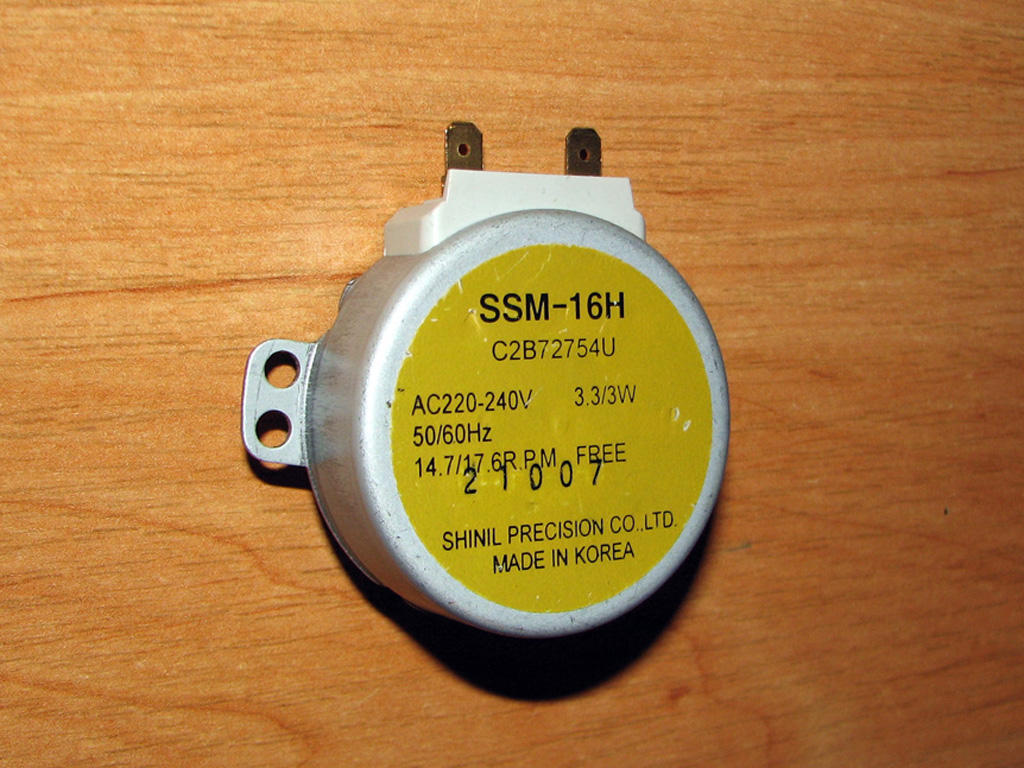 SSM-16H
C2B72754U
AC220-240V 3.3/3W
50/60Hz
14.7/17.6R.P.M FREE
21007
SHINIL PRECISION CO.,LTD.
MADE IN KOREA